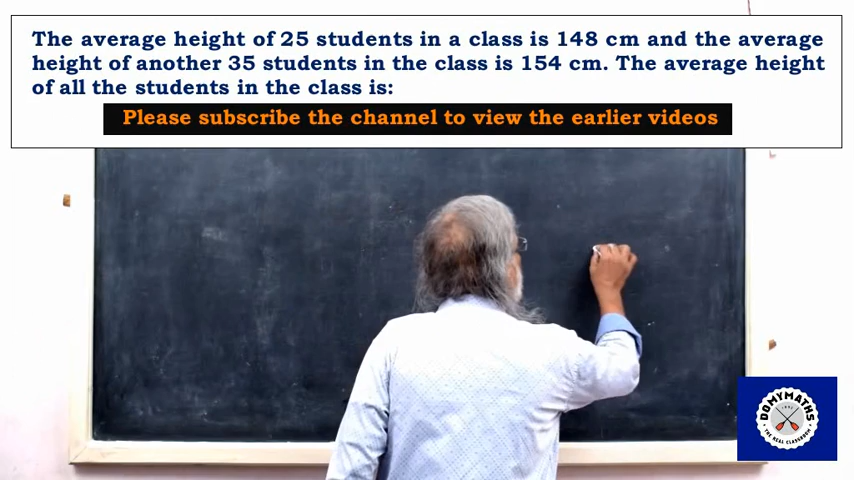 The average height of 25 students in a class is 148 cm and the average
height of another 35 students in the class is 154 cm. The average height
of all the students in the class is:
Please subscribe the channel to view the earlier videos
DOMYMATHS
THE REAL CLASSROOM